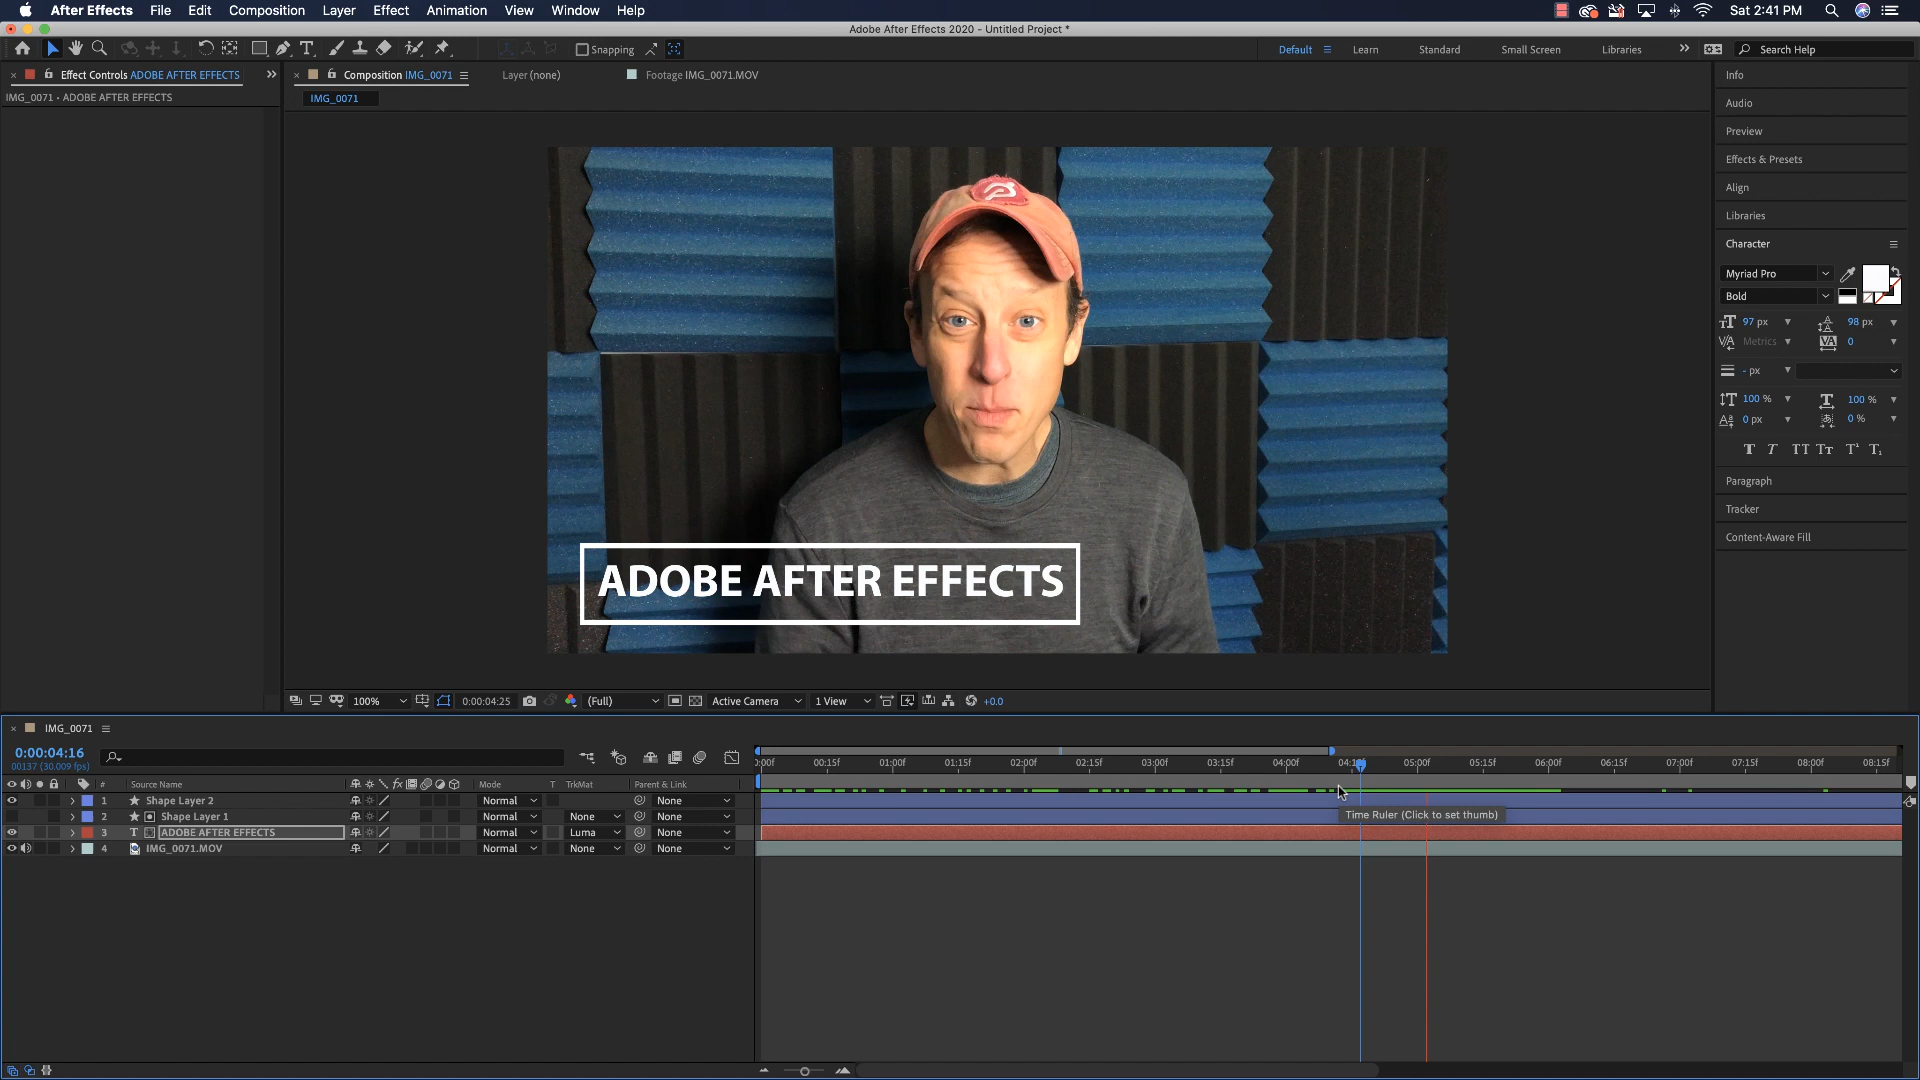 After Effects File Edit Composition Layer Effect Animation View Window Help Sat 2:41 PM
Adobe After Effects 2020 - Untitled Project *
Snapping Default Learn Standard Small Screen Libraries Search Help
Effect Controls ADOBE AFTER EFFECTS
IMG_0071 • ADOBE AFTER EFFECTS
Composition IMG_0071 Layer (none) Footage IMG_0071.MOV
IMG_0071
ADOBE AFTER EFFECTS
100% 0:00:04:25 (Full) Active Camera 1 View +0.0
Info
Audio
Preview
Effects & Presets
Align
Libraries
Character
Myriad Pro
Bold
97 px 98 px
Metrics 0
- px
100 % 100 %
0 px 0 %
Paragraph
Tracker
Content-Aware Fill
IMG_0071
0:00:04:16
00137 (30.009 fps)
:00f 00:15f 01:00f 01:15f 02:00f 02:15f 03:00f 03:15f 04:00f 04:15f 05:00f 05:15f 06:00f 06:15f 07:00f 07:15f 08:00f 08:15f
# Source Name Mode T TrkMat Parent & Link
1 Shape Layer 2 Normal None
2 Shape Layer 1 Normal None None
3 ADOBE AFTER EFFECTS Normal Luma None
4 IMG_0071.MOV Normal None None
Time Ruler (Click to set thumb)